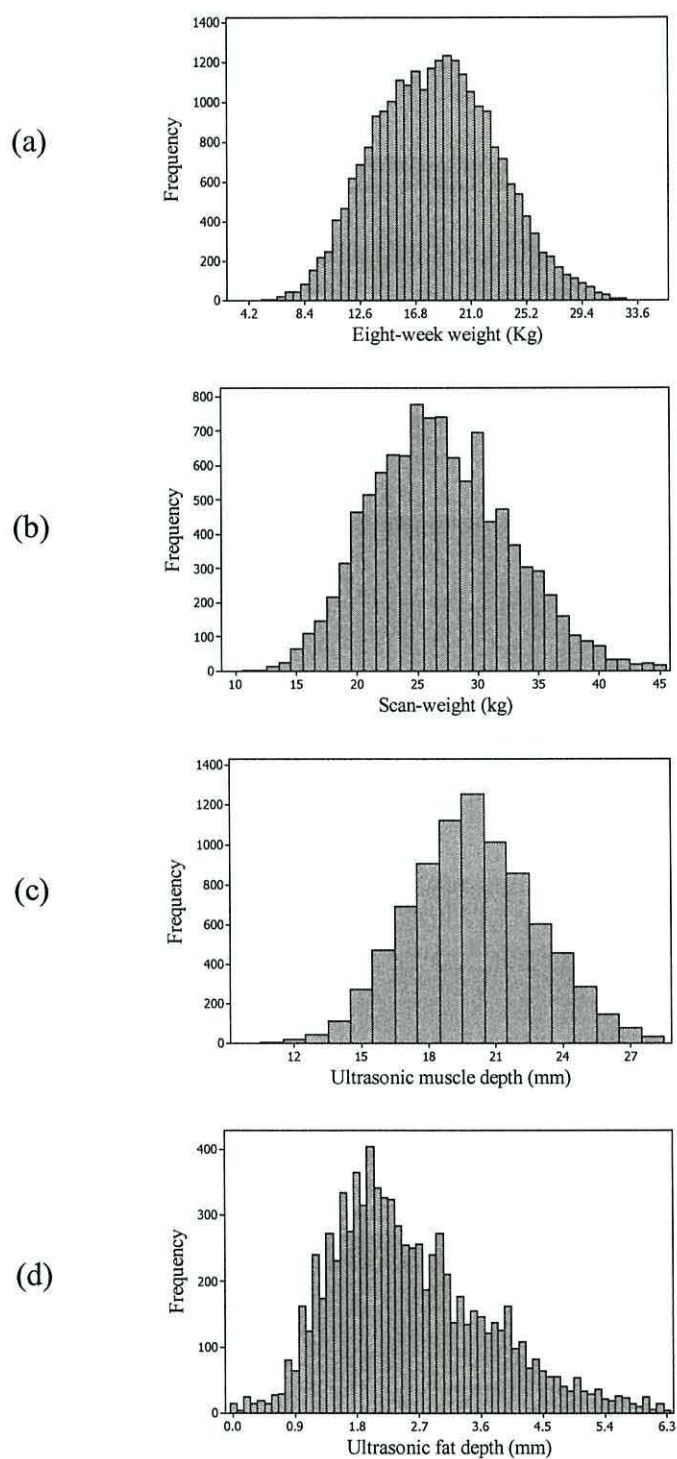 (a)
Frequency
1400
1200
1000
800
600
400
200
0
4.2 8.4 12.6 16.8 21.0 25.2 29.4 33.6
Eight-week weight (Kg)
(b)
Frequency
800
700
600
500
400
300
200
100
0
10 15 20 25 30 35 40 45
Scan-weight (kg)
(c)
Frequency
1400
1200
1000
800
600
400
200
0
12 15 18 21 24 27
Ultrasonic muscle depth (mm)
(d)
Frequency
400
300
200
100
0
0.0 0.9 1.8 2.7 3.6 4.5 5.4 6.3
Ultrasonic fat depth (mm)